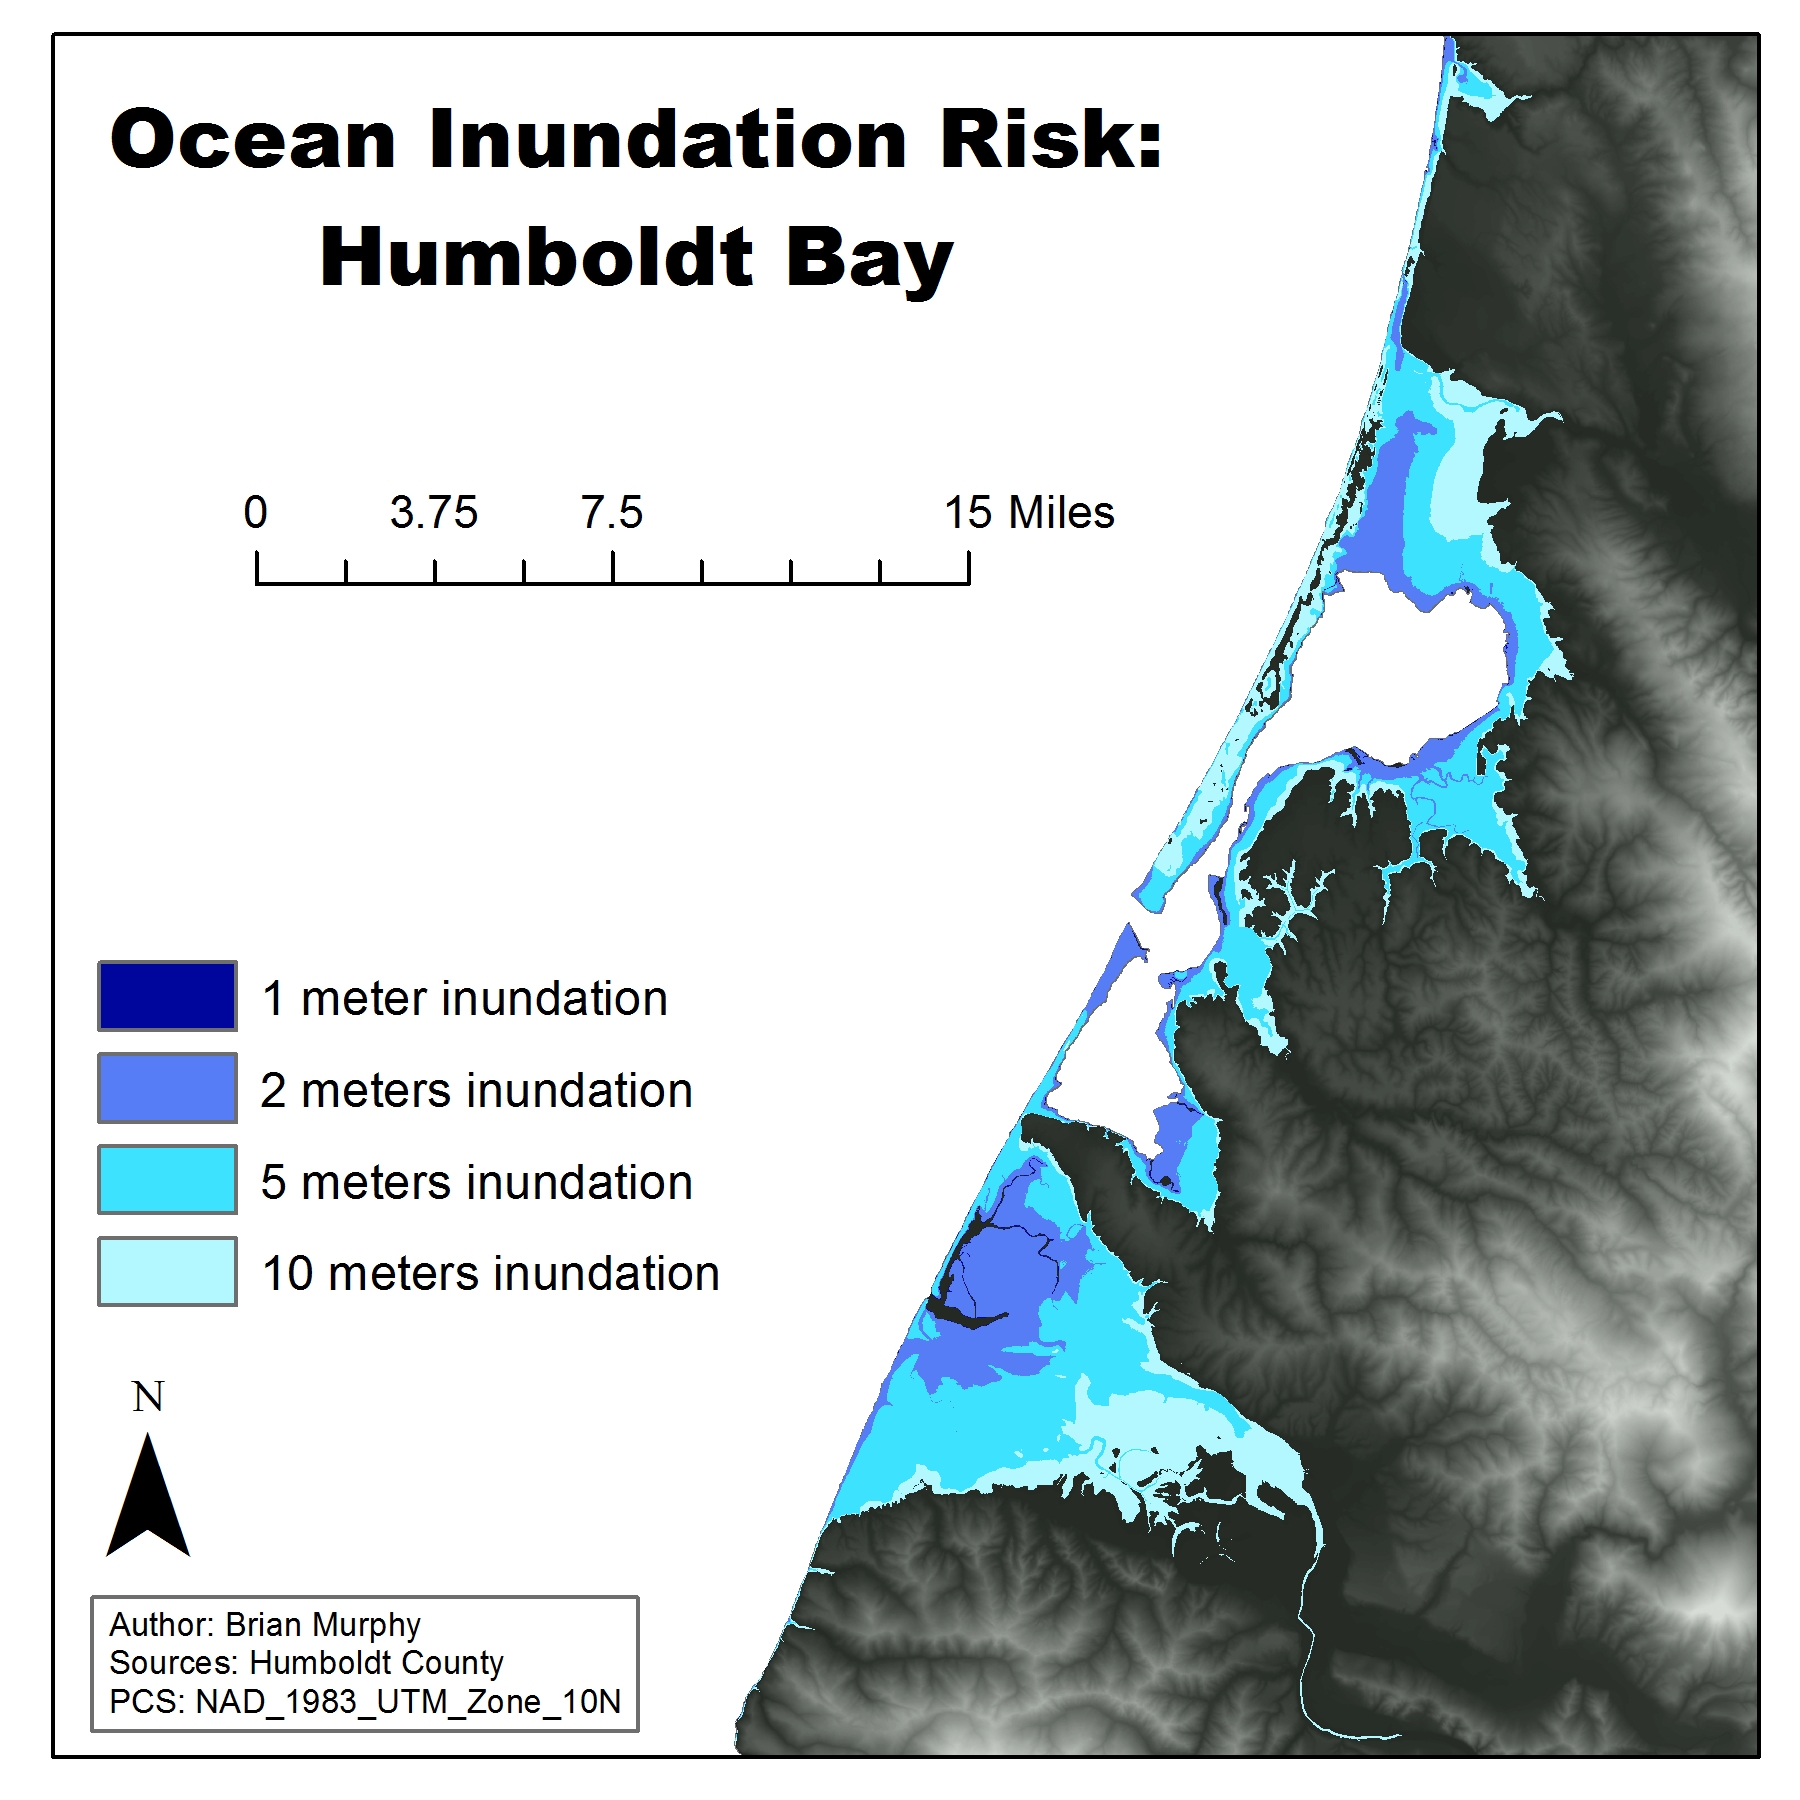 Ocean Inundation Risk:
Humboldt Bay
0 3.75 7.5 15 Miles
1 meter inundation
2 meters inundation
5 meters inundation
10 meters inundation
N
Author: Brian Murphy
Sources: Humboldt County
PCS: NAD_1983_UTM_Zone_10N